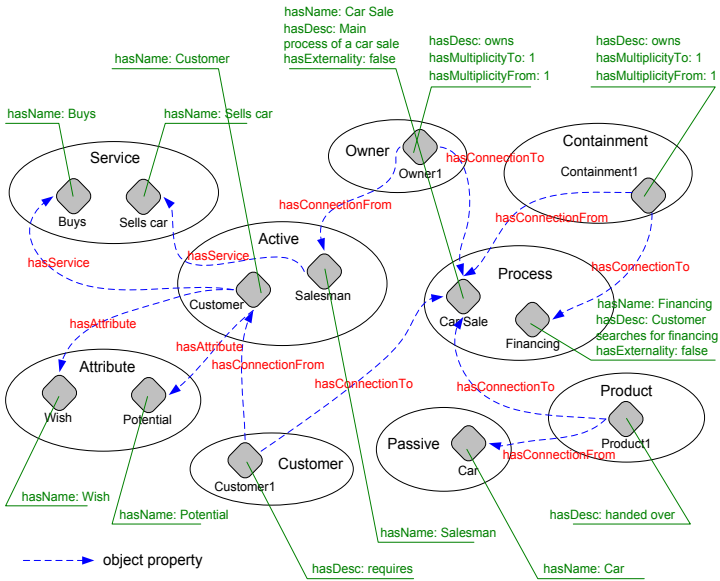 hasName: Car Sale
hasDesc: Main
process of a car sale
hasExternality: false
hasDesc: owns
hasMultiplicityTo: 1
hasMultiplicityFrom: 1
hasDesc: owns
hasMultiplicityTo: 1
hasMultiplicityFrom: 1
hasName: Customer
hasName: Buys
hasName: Sells car
Service
Buys
Sells car
Owner
Owner1
Containment
Containment1
hasConnectionTo
hasConnectionFrom
hasConnectionFrom
hasService
hasService
Active
Customer
Salesman
Process
Car Sale
Financing
hasConnectionTo
hasName: Financing
hasDesc: Customer
searches for financing
hasExternality: false
hasAttribute
hasAttribute
hasConnectionFrom
hasConnectionTo
hasConnectionTo
Attribute
Wish
Potential
Product
Product1
Passive
Car
hasConnectionFrom
Customer
Customer1
hasName: Wish
hasName: Potential
hasName: Salesman
hasDesc: handed over
object property
hasDesc: requires
hasName: Car